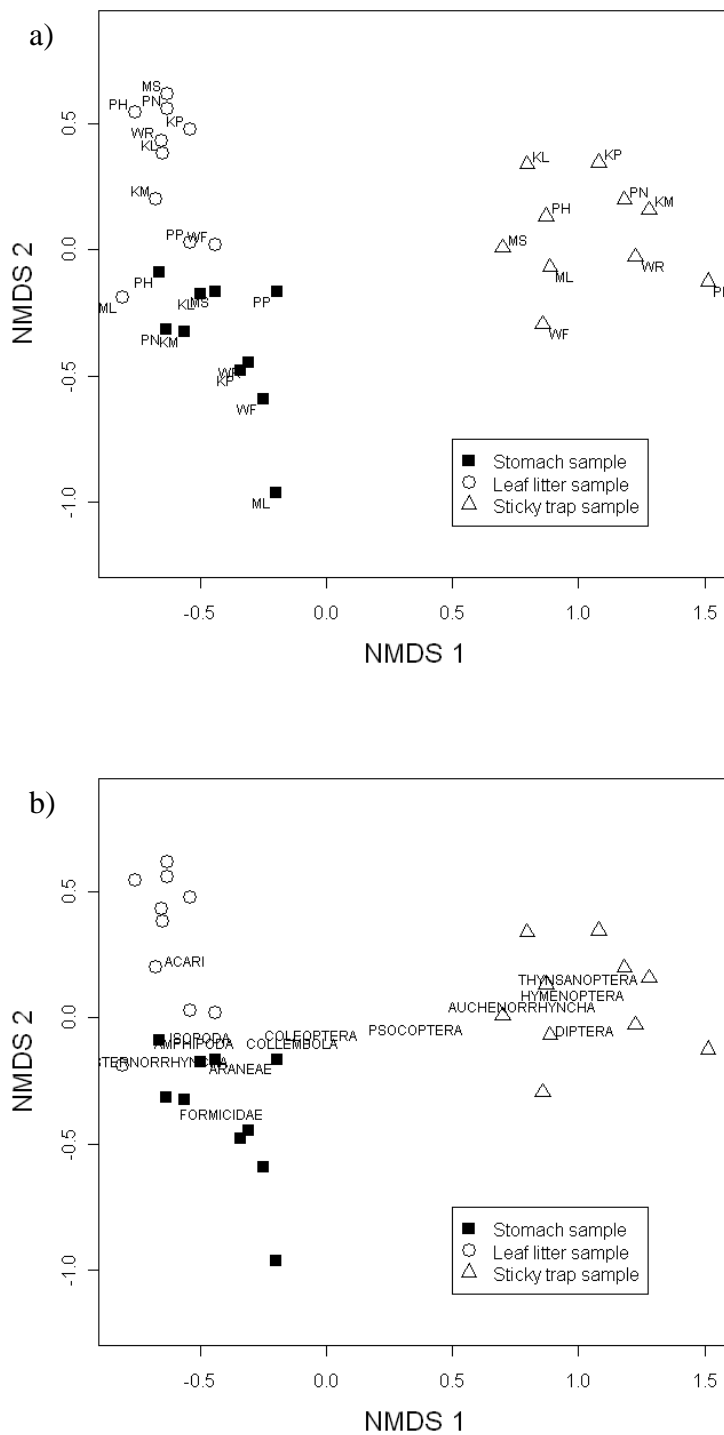 a)
MS
PN
PH
KP
WR
KL
KM
PP WF
PH
ML
KL
MS
PP
PN
KM
WR
KP
WF
ML
KL
KP
PH
PN
KM
MS
ML
WR
WF
0.5
0.0
-0.5
-1.0
NMDS 2
Stomach sample
Leaf litter sample
Sticky trap sample
-0.5 0.0 0.5 1.0 1.5
NMDS 1
b)
ACARI
THYNSANOPTERA
HYMENOPTERA
AUCHENORRHYNCHA
PSOCOPTERA
DIPTERA
ISOPODA
COLEOPTERA
AMPHIPODA
COLLEMBOLA
ARANEAE
FORMICIDAE
0.5
0.0
-0.5
-1.0
NMDS 2
Stomach sample
Leaf litter sample
Sticky trap sample
-0.5 0.0 0.5 1.0 1.5
NMDS 1